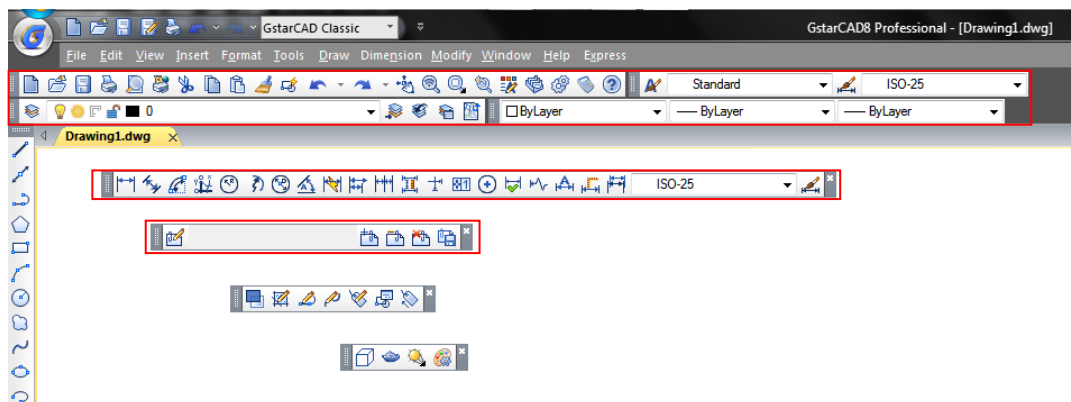 GstarCAD Classic GstarCAD8 Professional - [Drawing1.dwg]
File Edit View Insert Format Tools Draw Dimension Modify Window Help Express
Standard ISO-25
0 ByLayer ByLayer ByLayer
Drawing1.dwg
ISO-25